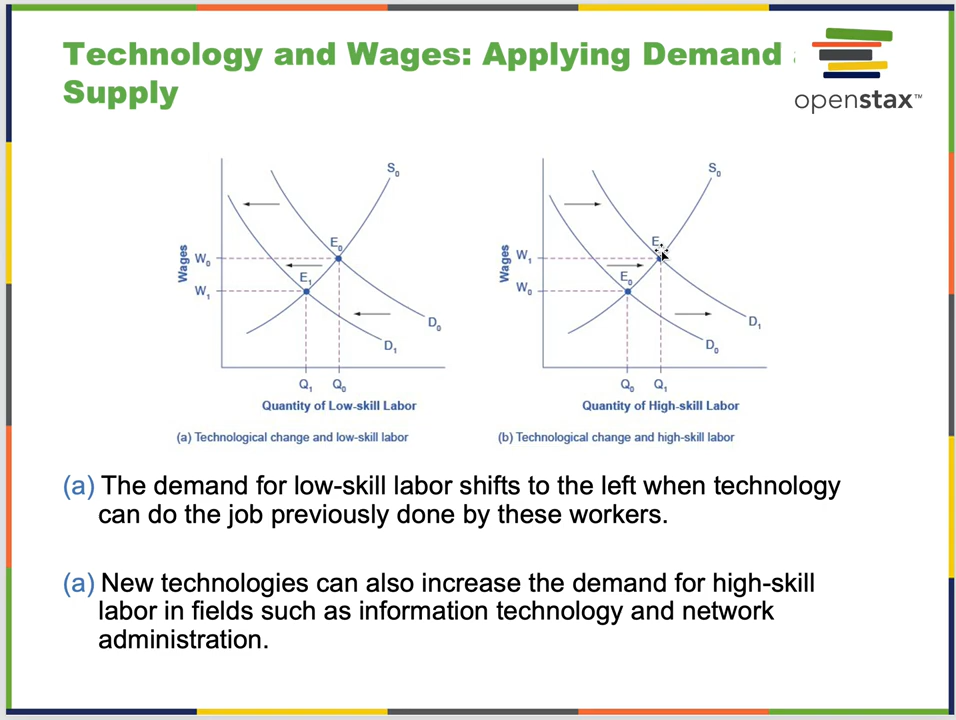 Technology and Wages: Applying Demand
Supply
openstax™
S₀
E₀
W₀
E₁
W₁
D₀
D₁
Q₁ Q₀
Wages
Quantity of Low-skill Labor
(a) Technological change and low-skill labor
S₀
E
W₁
E₀
W₀
D₁
D₀
Q₀ Q₁
Wages
Quantity of High-skill Labor
(b) Technological change and high-skill labor
(a) The demand for low-skill labor shifts to the left when technology
can do the job previously done by these workers.
(a) New technologies can also increase the demand for high-skill
labor in fields such as information technology and network
administration.